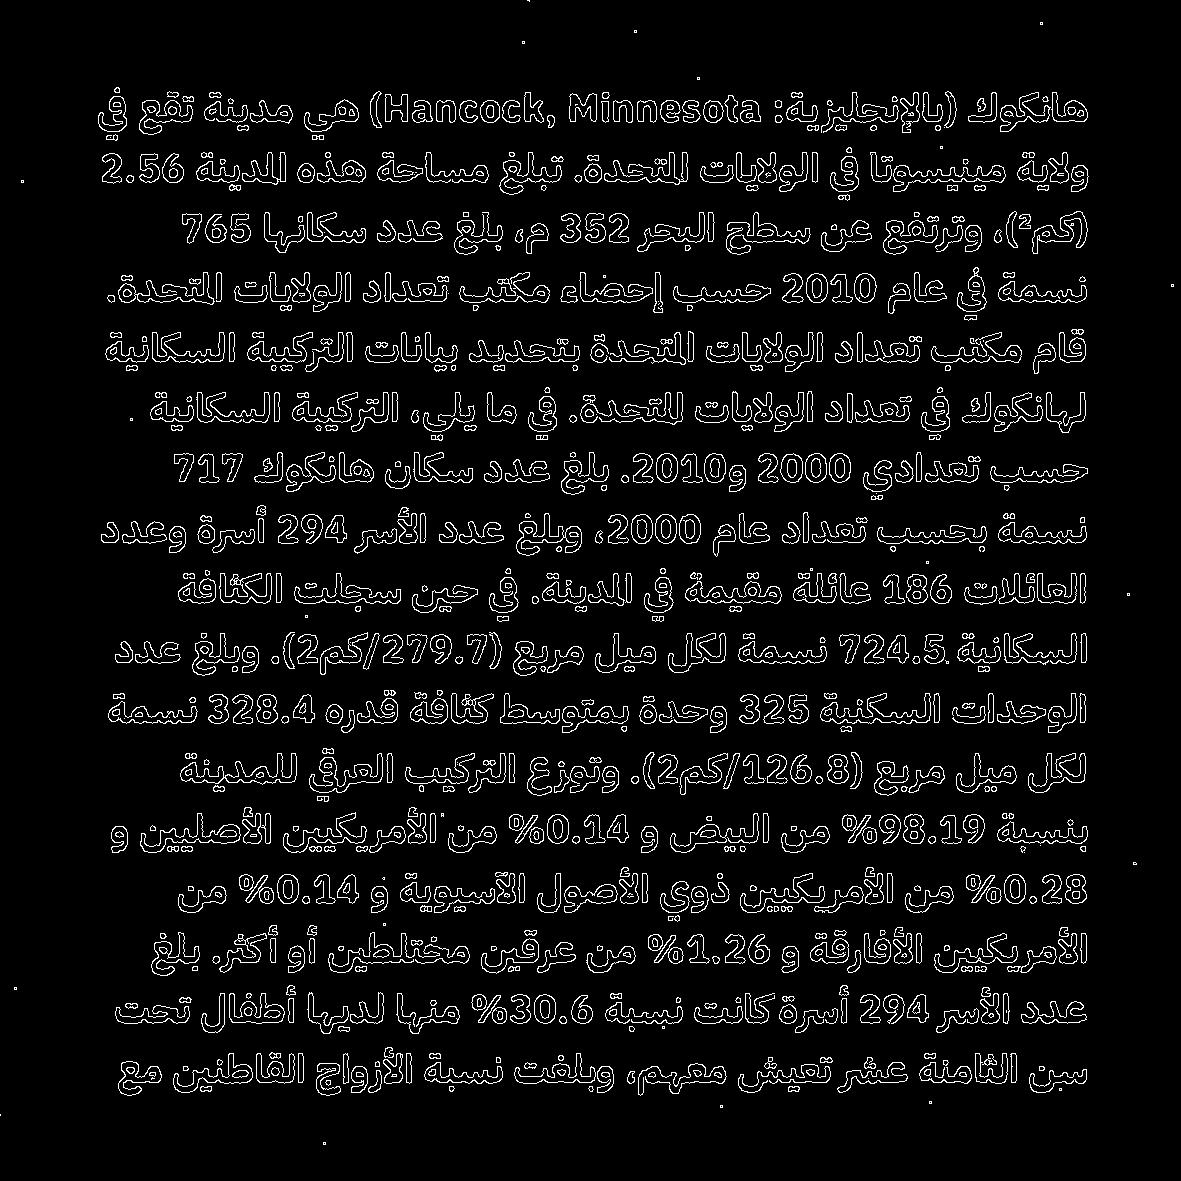 هانكوك (بالإنجليزية: Hancock, Minnesota) هي مدينة تقع في
ولاية مينيسوتا في الولايات المتحدة. تبلغ مساحة هذه المدينة 2.56
(كم²)، وترتفع عن سطح البحر 352 م، بلغ عدد سكانها 765
نسمة في عام 2010 حسب إحضاء مكتب تعداد الولايات المتحدة.
قام مكتب تعداد الولايات المتحدة بتحديد بيانات التركيبة السكانية
لهانكوك في تعداد الولايات للتحدة. في ما يلي، التركيبة السكانية
حسب تعدادي 2000 و2010. بلغ عدد سكان هانكوك 717
نسمة بحسب تعداد عام 2000، وبلغ عدد الأسر 294 أسرة وعدد
العائلات 186 عائلة مقيمة في المدينة. في حين سجلت الكثافة
السكانية 724.5 نسمة لكل ميل مربع (279.7/كم2). وبلغ عدد
الوحدات السكنية 325 وحدة بمتوسط كثافة قدره 328.4 نسمة
لكل ميل مربع (126.8/كم2). وتوزع التركيب العرقي للمدينة
بنسبة 98.19% من البيض و 0.14% من الأمريكيين الأصليين و
0.28% من الأمريكيين ذوي الأصول الآسيوية و 0.14% من
الأمريكيين الأفارقة و 1.26% من عرقين مختلطين أو أكثر. بلغ
عدد الأسر 294 أسرة كانت نسبة 30.6% منها لديها أطفال تحت
سن الثامنة عشر تعيش معهم، وبلغت نسبة الأزواج القاطنين مع